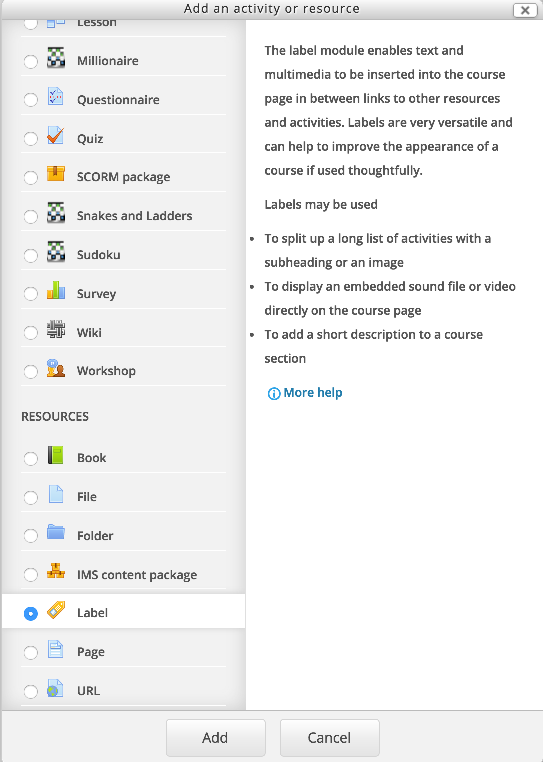 Add an activity or resource
Lesson
Millionaire
Questionnaire
Quiz
SCORM package
Snakes and Ladders
Sudoku
Survey
Wiki
Workshop
RESOURCES
Book
File
Folder
IMS content package
Label
Page
URL
The label module enables text and
multimedia to be inserted into the course
page in between links to other resources
and activities. Labels are very versatile and
can help to improve the appearance of a
course if used thoughtfully.
Labels may be used
• To split up a long list of activities with a
subheading or an image
• To display an embedded sound file or video
directly on the course page
• To add a short description to a course
section
More help
Add
Cancel